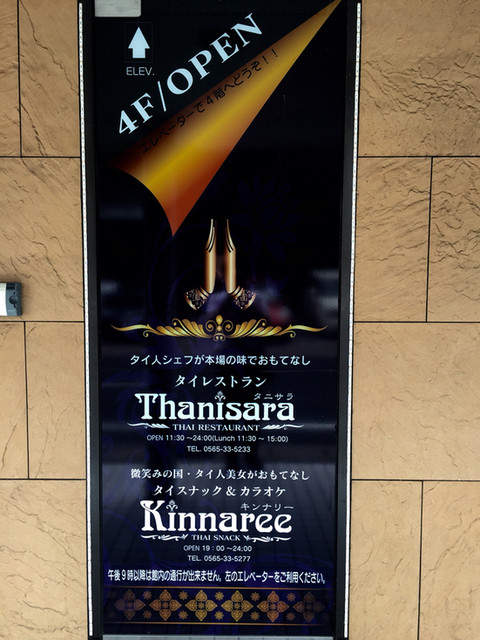 ELEV.
4F/OPEN
エレベーターで4階へどうぞ!!
タイ人シェフが本場の味でおもてなし
タイレストラン
タニサラ
Thanisara
THAI RESTAURANT
OPEN 11:30 ～24:00(Lunch 11:30 ～ 15:00)
TEL. 0565-33-5233
微笑みの国・タイ人美女がおもてなし
タイスナック & カラオケ
キンナリー
Kinnaree
THAI SNACK
OPEN 19：00 ～24:00
TEL. 0565-33-5277
午後9時以降は館内の通行が出来ません。左のエレベーターをご利用ください。